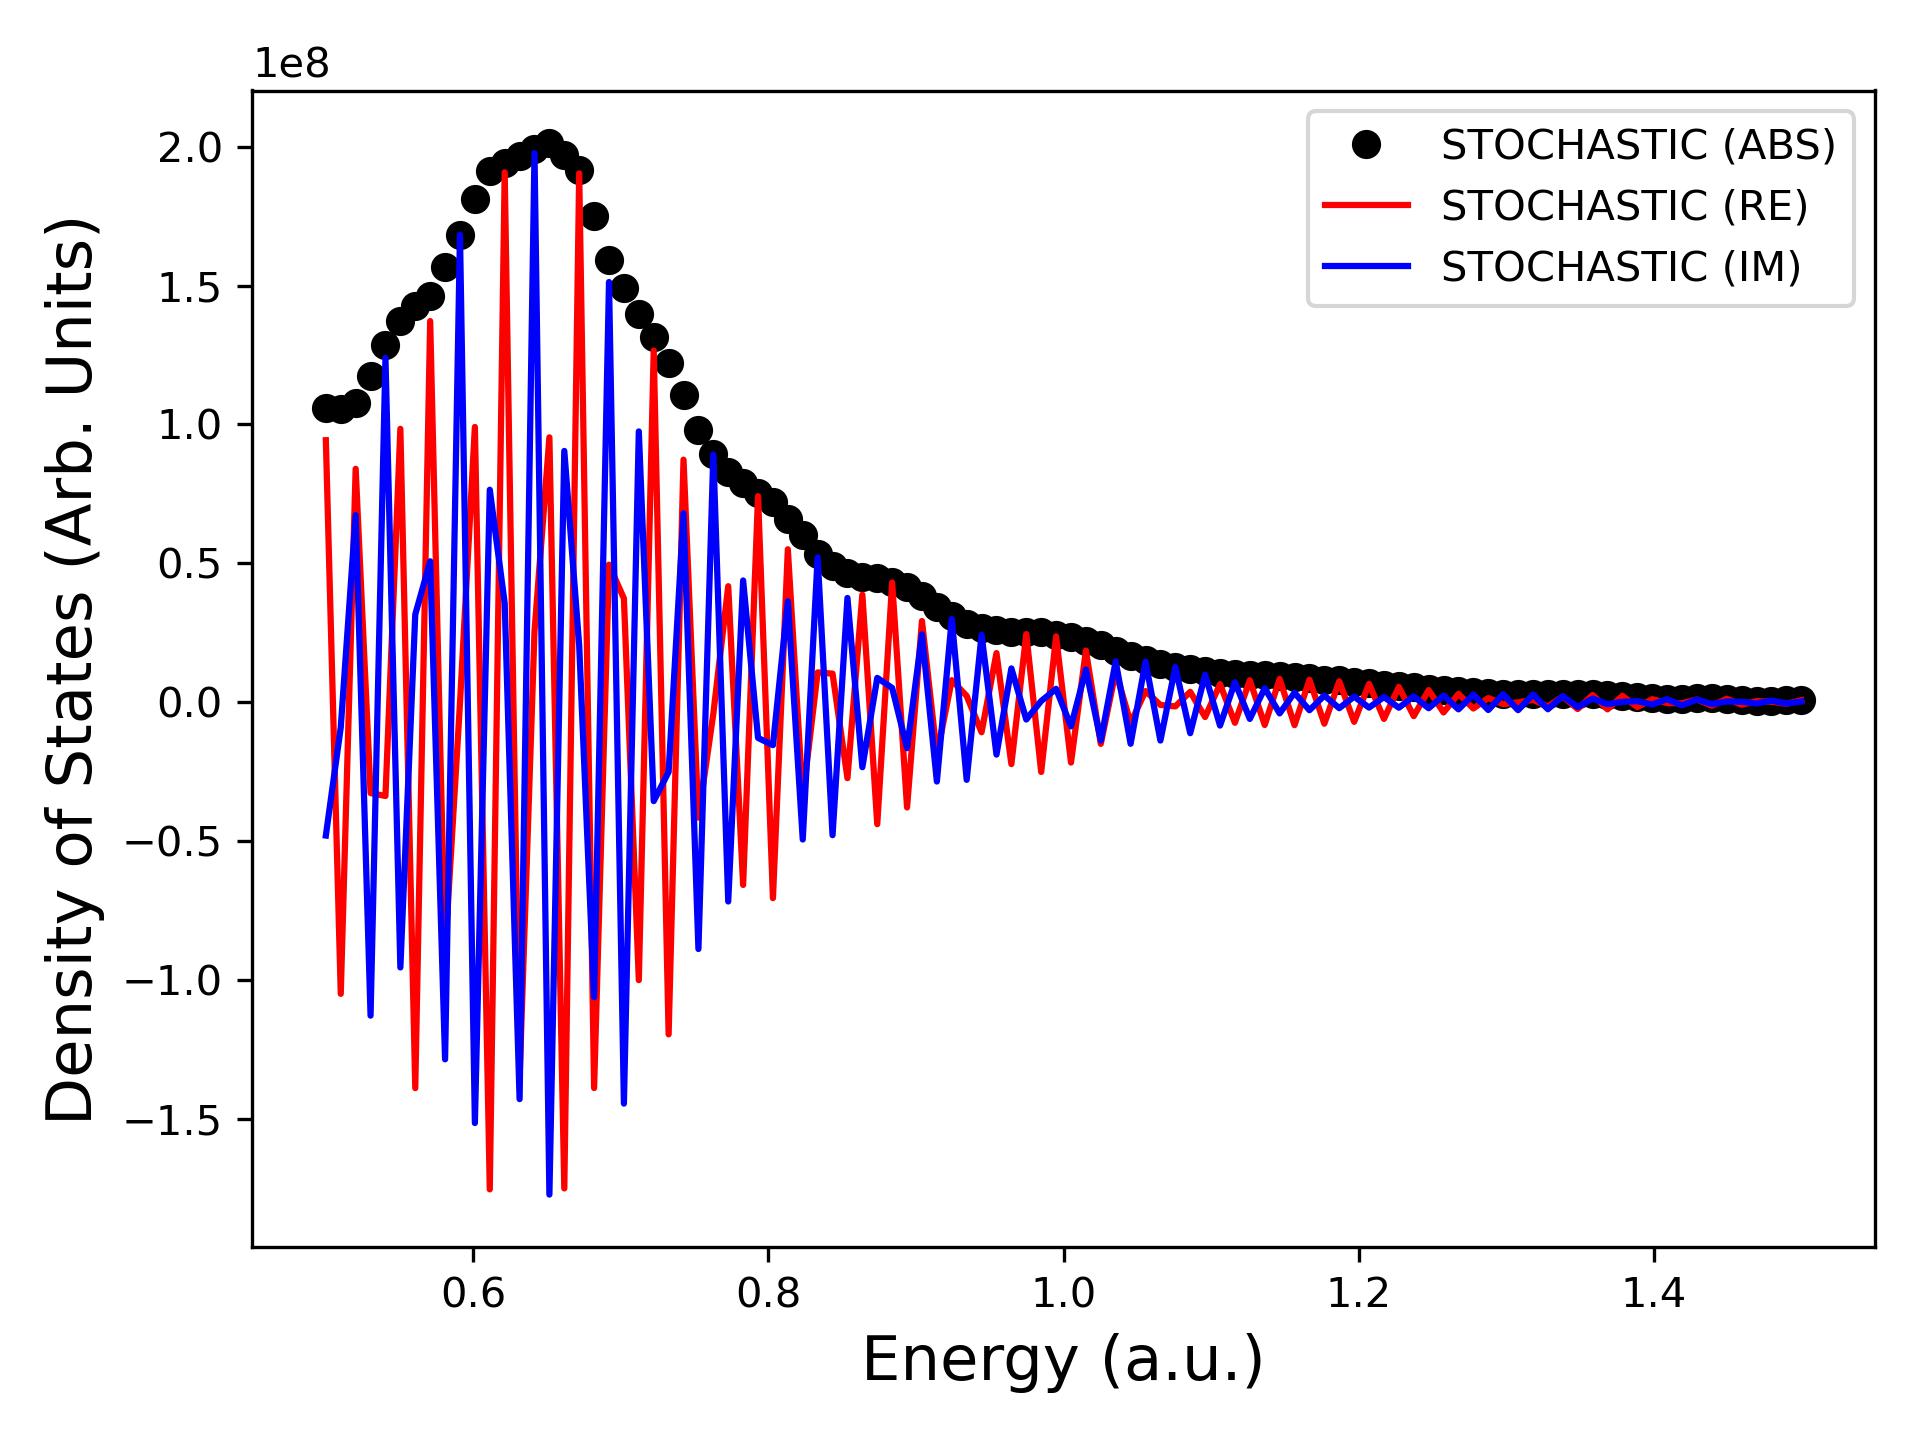 1e8
2.0
1.5
1.0
0.5
0.0
−0.5
−1.0
−1.5
Density of States (Arb. Units)
STOCHASTIC (ABS)
STOCHASTIC (RE)
STOCHASTIC (IM)
0.6 0.8 1.0 1.2 1.4
Energy (a.u.)